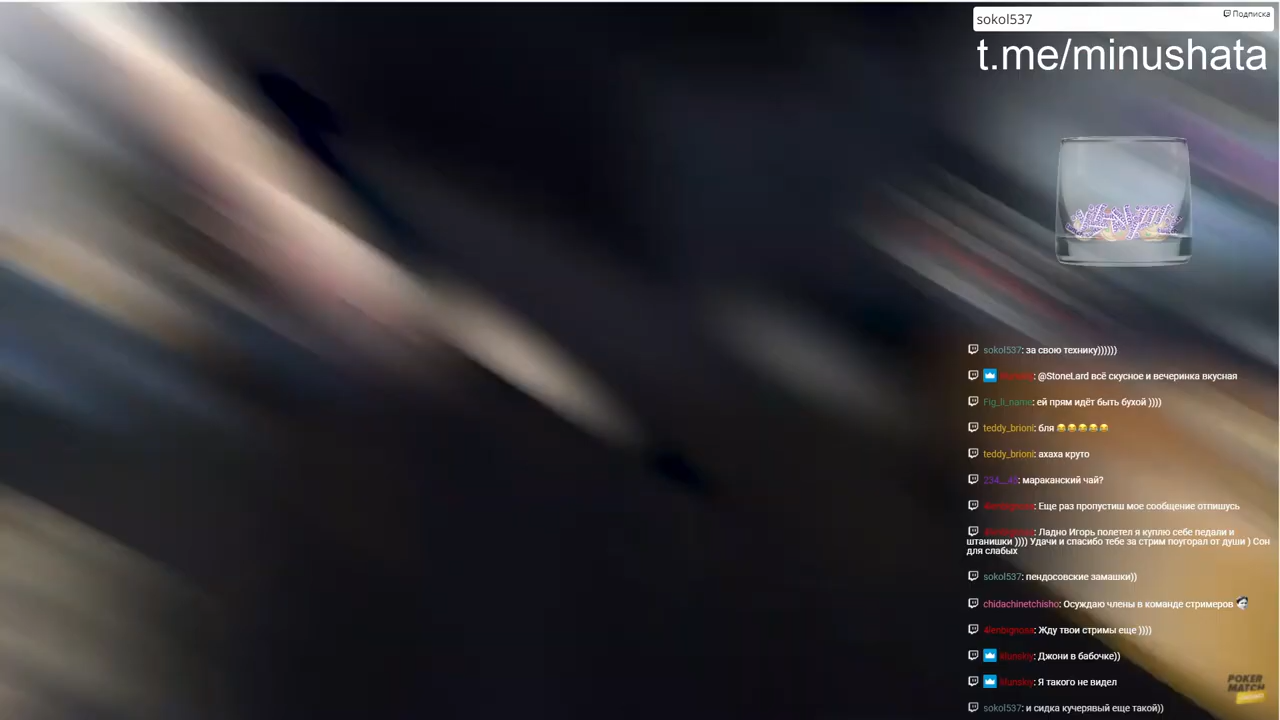 sokol537
Подписка
t.me/minushata
sokol537: за свою технику))))))
: @StoneLard всё скусное и вечеринка вкусная
Fig_li_name: ей прям идёт быть бухой ))))
teddy_brioni: бля 😂😂😂😂😂
teddy_brioni: ахаха круто
: мараканский чай?
: Еще раз пропустиш мое сообщение отпишусь
: Ладно Игорь полетел я куплю себе педали и
штанишки )))) Удачи и спасибо тебе за стрим поугорал от души ) Сон
для слабых
sokol537: пендосовские замашки))
chidachinetchisho: Осуждаю члены в команде стримеров
: Жду твои стримы еще ))))
: Джони в бабочке))
: Я такого не видел
sokol537: и сидка кучерявый еще такой))
POKER
MATCH